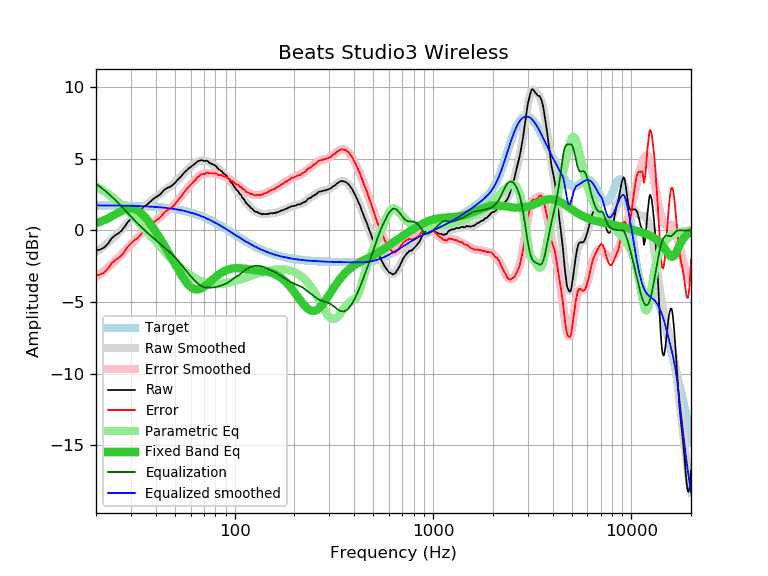 Beats Studio3 Wireless
Amplitude (dBr)
10
5
0
−5
−10
−15
Target
Raw Smoothed
Error Smoothed
Raw
Error
Parametric Eq
Fixed Band Eq
Equalization
Equalized smoothed
100 1000 10000
Frequency (Hz)